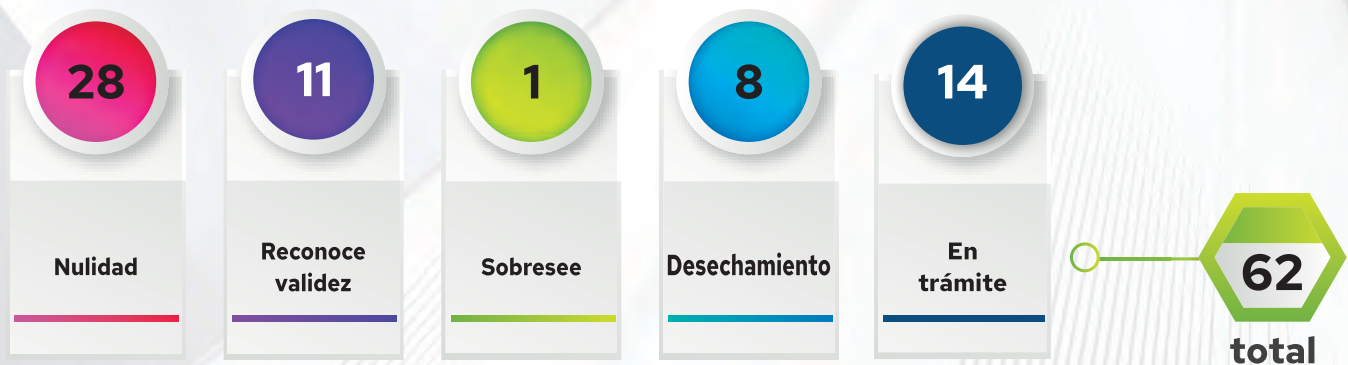 28
Nulidad
11
Reconoce
validez
1
Sobresee
8
Desechamiento
14
En
trámite
62
total